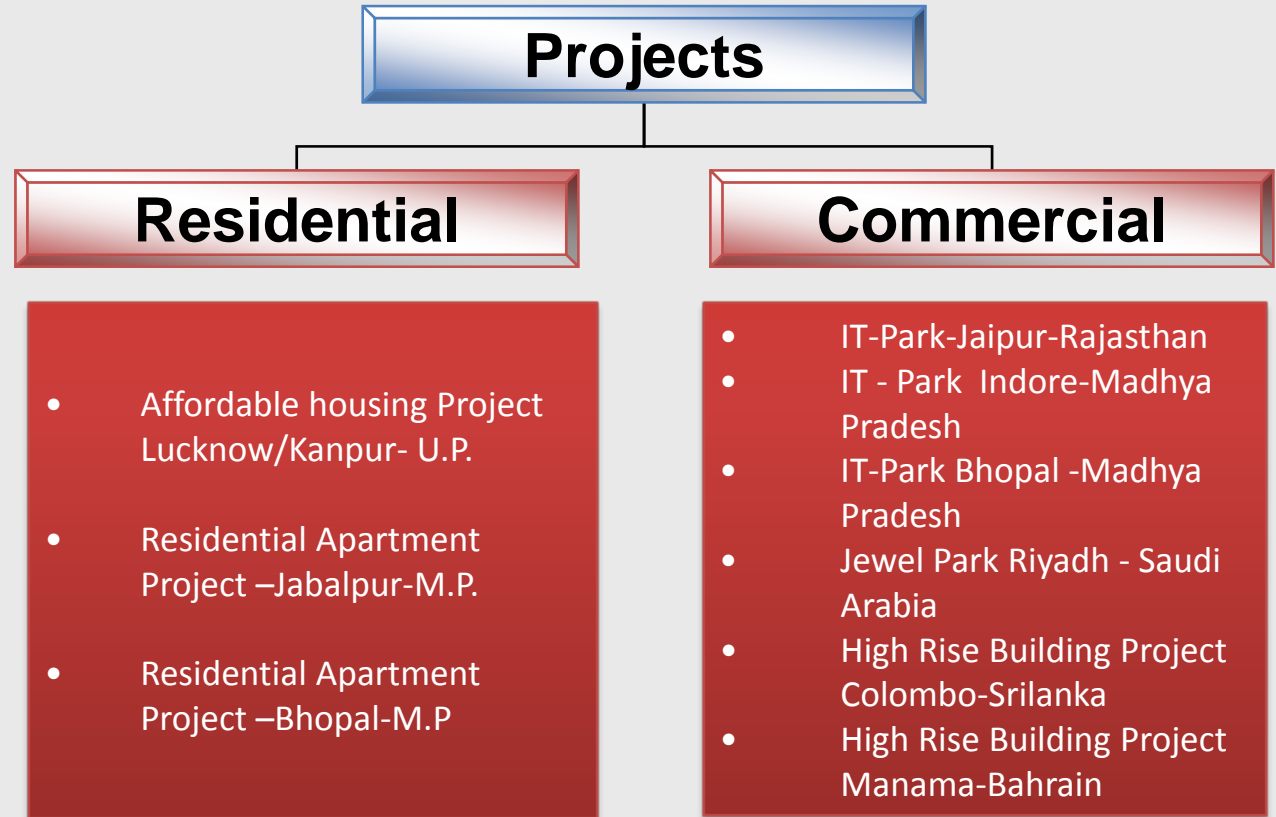 Projects
Residential
Commercial
• Affordable housing Project
Lucknow/Kanpur- U.P.
• Residential Apartment
Project –Jabalpur-M.P.
• Residential Apartment
Project –Bhopal-M.P
• IT-Park-Jaipur-Rajasthan
• IT - Park  Indore-Madhya
Pradesh
• IT-Park Bhopal -Madhya
Pradesh
• Jewel Park Riyadh - Saudi
Arabia
• High Rise Building Project
Colombo-Srilanka
• High Rise Building Project
Manama-Bahrain